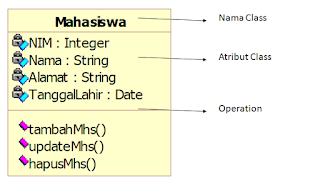 Mahasiswa
Nama Class
NIM : Integer
Nama : String
Atribut Class
Alamat : String
TanggalLahir : Date
Operation
tambahMhs()
updateMhs()
hapusMhs()